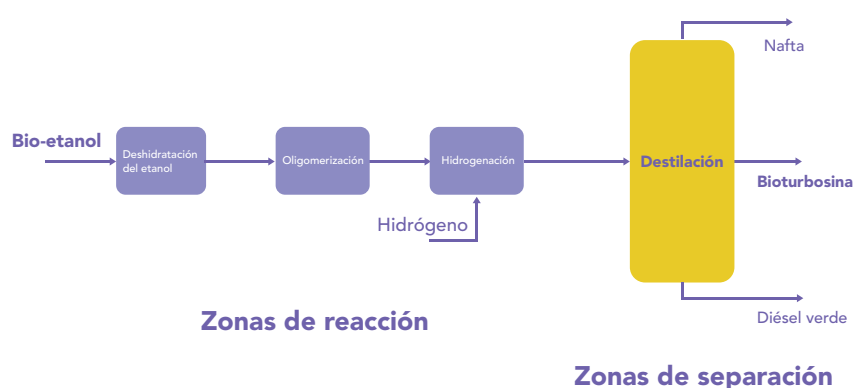 Nafta
Bio-etanol
Deshidratación
del etanol
Oligomerización
Hidrogenación
Destilación
Bioturbosina
Hidrógeno
Zonas de reacción
Diésel verde
Zonas de separación